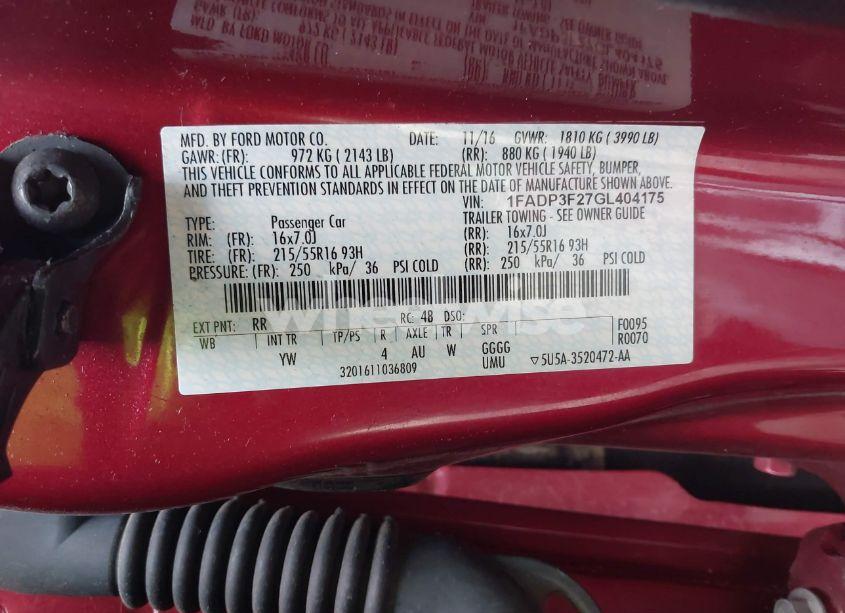 MFD. BY FORD MOTOR CO. DATE: 11/16 GVWR: 1810 KG ( 3990 LB)
GAWR: (FR): 972 KG ( 2143 LB) (RR): 880 KG ( 1940 LB)
THIS VEHICLE CONFORMS TO ALL APPLICABLE FEDERAL MOTOR VEHICLE SAFETY, BUMPER,
AND THEFT PREVENTION STANDARDS IN EFFECT ON THE DATE OF MANUFACTURE SHOWN ABOVE.
VIN: 1FADP3F27GL404175
TYPE: Passenger Car TRAILER TOWING - SEE OWNER GUIDE
RIM: (FR): 16x7.0J (RR): 16x7.0J
TIRE: (FR): 215/55R16 93H (RR): 215/55R16 93H
PRESSURE: (FR): 250 kPa/ 36 PSI COLD (RR): 250 kPa/ 36 PSI COLD
wheelwise
EXT PNT: RR RC: 48 DSO: F0095
WB INT TR TP/PS R AXLE TR SPR R0070
YW 4 AU W GGGG
3201611036809 UMU ▽5U5A-3520472-AA